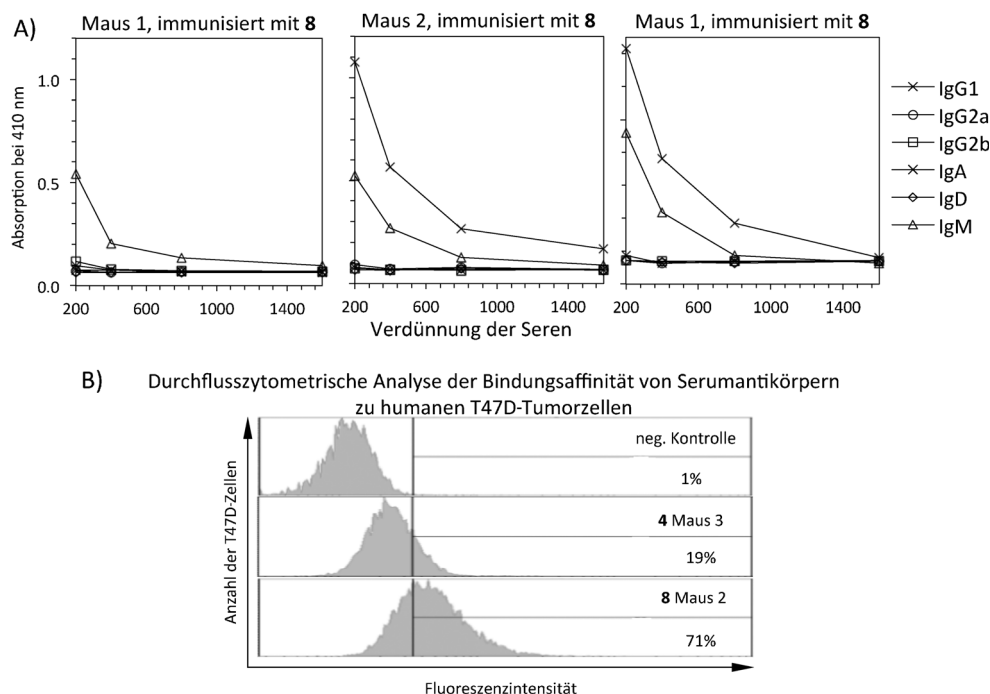 A)
Maus 1, immunisiert mit 8
Maus 2, immunisiert mit 8
Maus 1, immunisiert mit 8
Absorption bei 410 nm
1.0
0.5
0.0
200 600 1000 1400
200 600 1000 1400
200 600 1000 1400
Verdünnung der Seren
IgG1
IgG2a
IgG2b
IgA
IgD
IgM
B)
Durchflusszytometrische Analyse der Bindungsaffinität von Serumantikörpern
zu humanen T47D-Tumorzellen
Anzahl der T47D-Zellen
neg. Kontrolle
1%
4 Maus 3
19%
8 Maus 2
71%
Fluoreszenzintensität